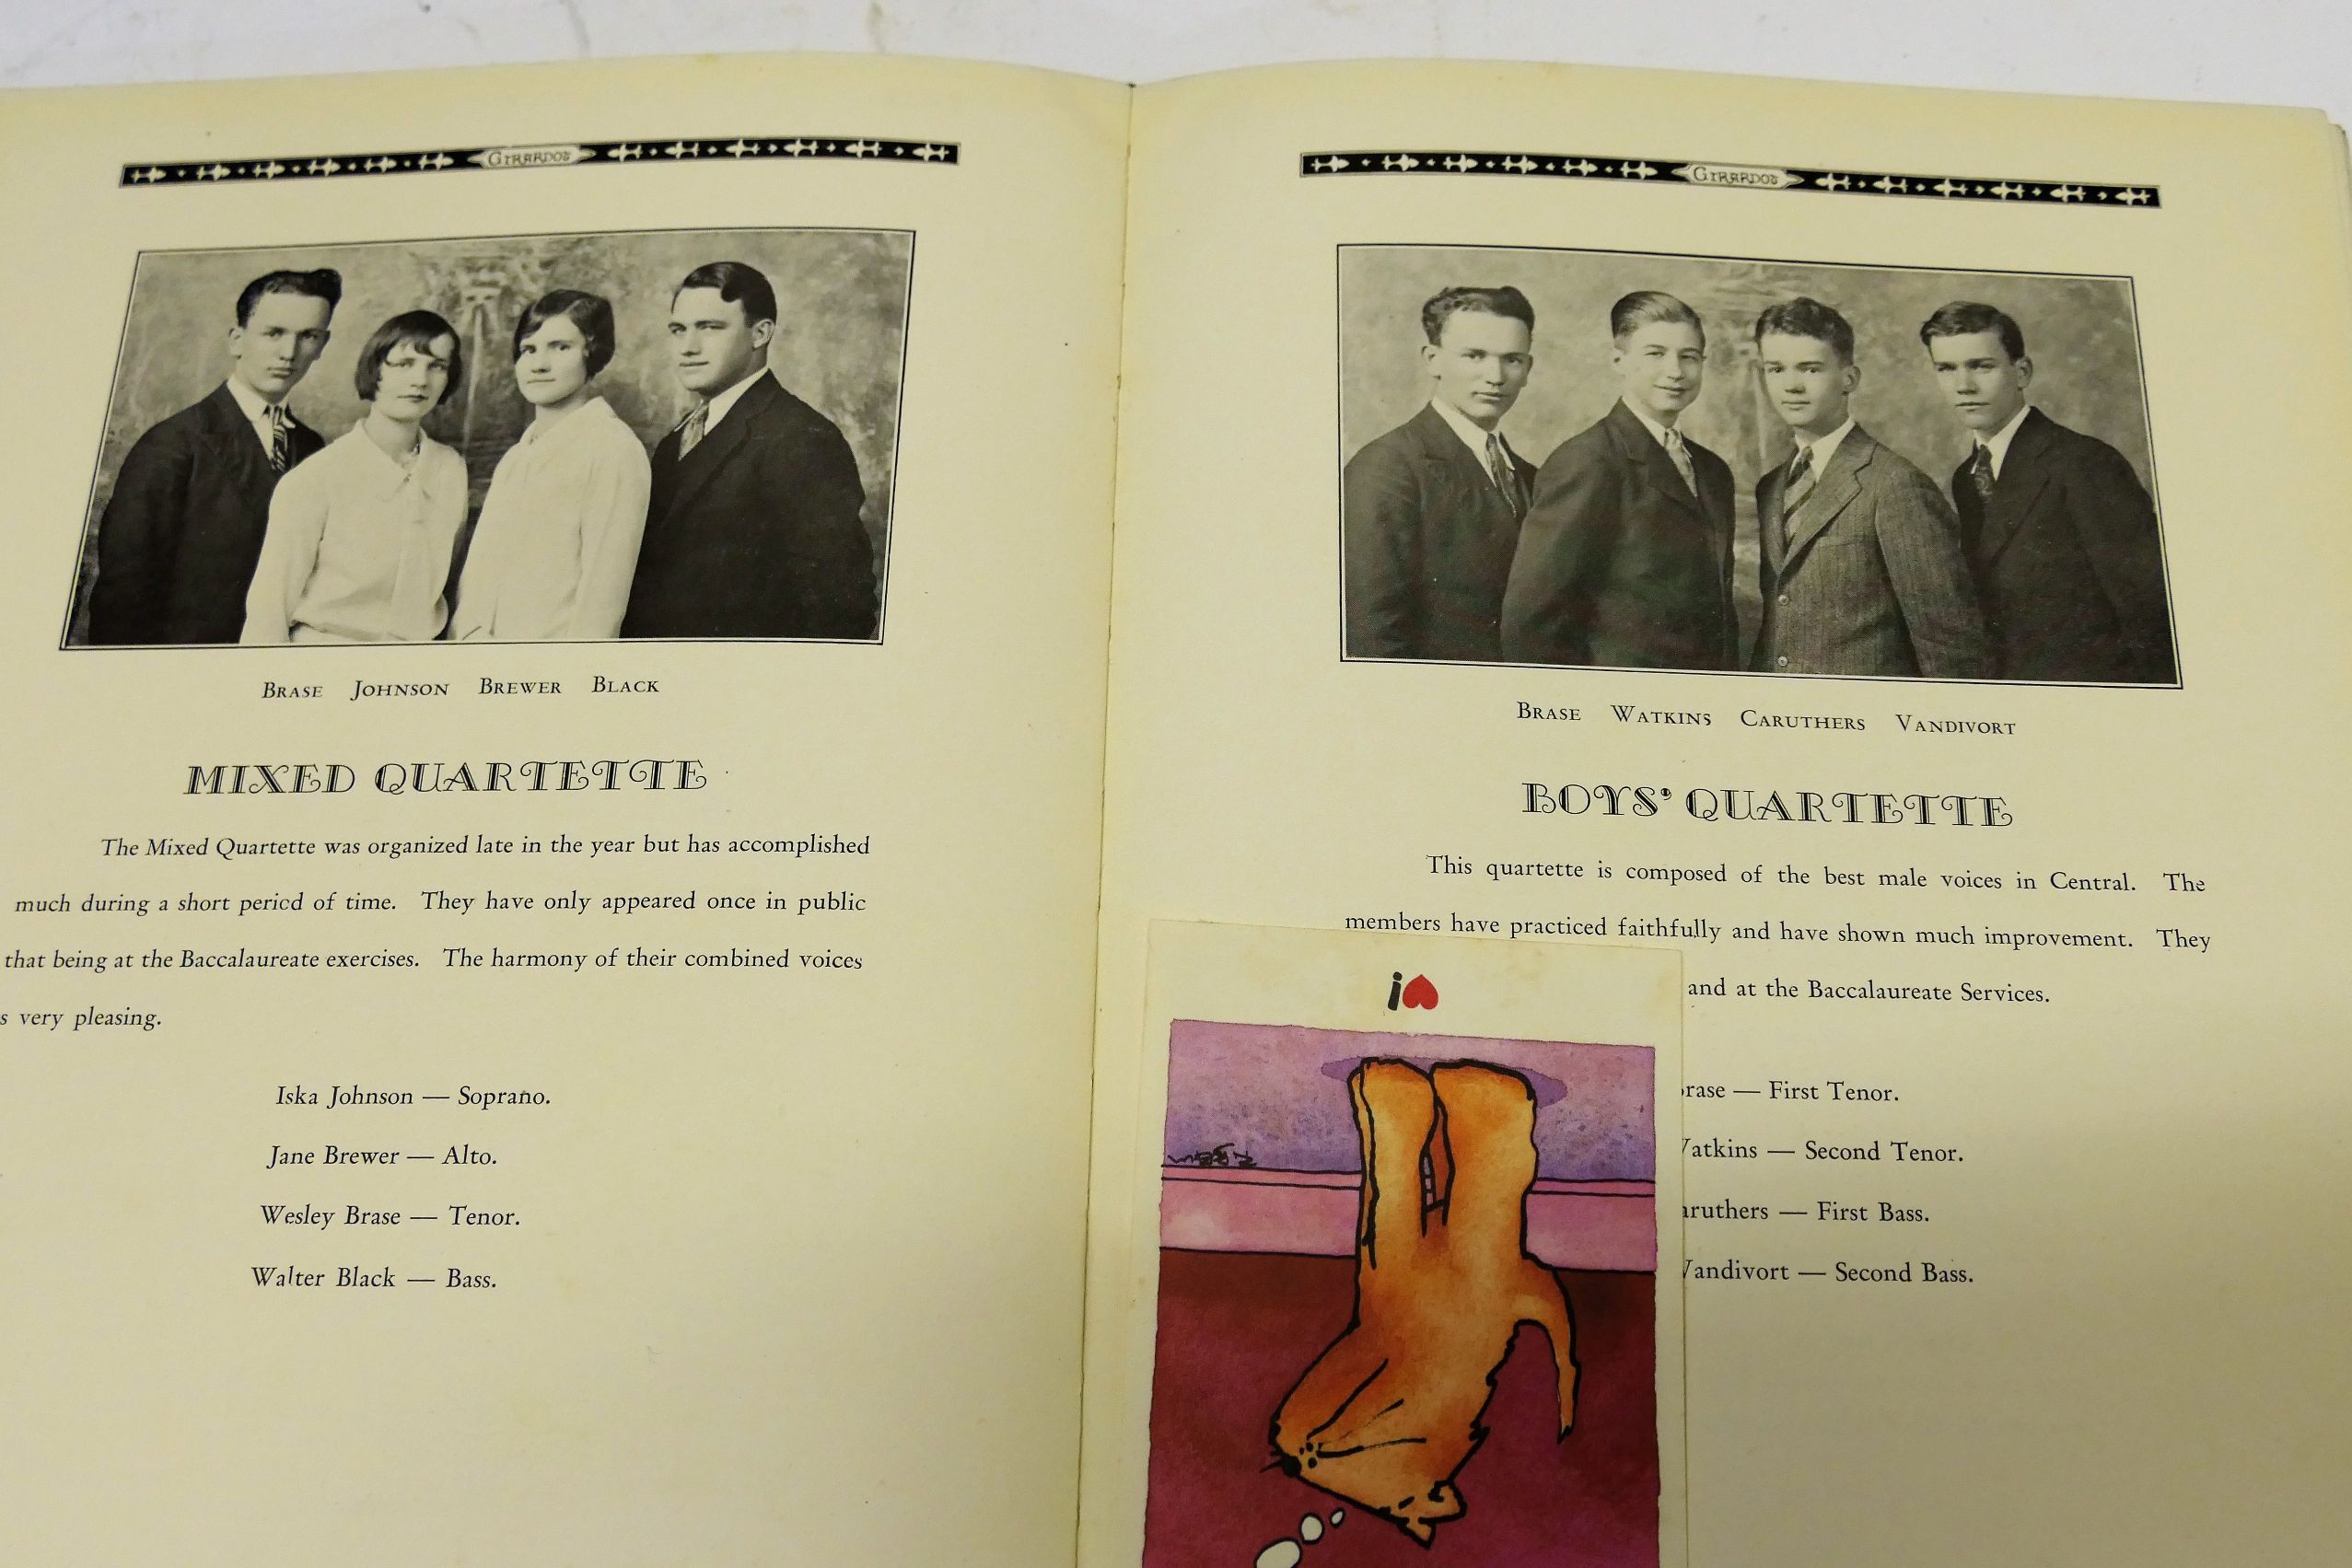 GIRARDOT
BRASE JOHNSON BREWER BLACK
MIXED QUARTETTE
The Mixed Quartette was organized late in the year but has accomplished
much during a short period of time. They have only appeared once in public
that being at the Baccalaureate exercises. The harmony of their combined voices
s very pleasing.
Iska Johnson — Soprano.
Jane Brewer — Alto.
Wesley Brase — Tenor.
Walter Black — Bass.
GIRARDOT
BRASE WATKINS CARUTHERS VANDIVORT
BOYS' QUARTETTE
This quartette is composed of the best male voices in Central. The
members have practiced faithfully and have shown much improvement. They
and at the Baccalaureate Services.
rase — First Tenor.
atkins — Second Tenor.
aruthers — First Bass.
Vandivort — Second Bass.
i